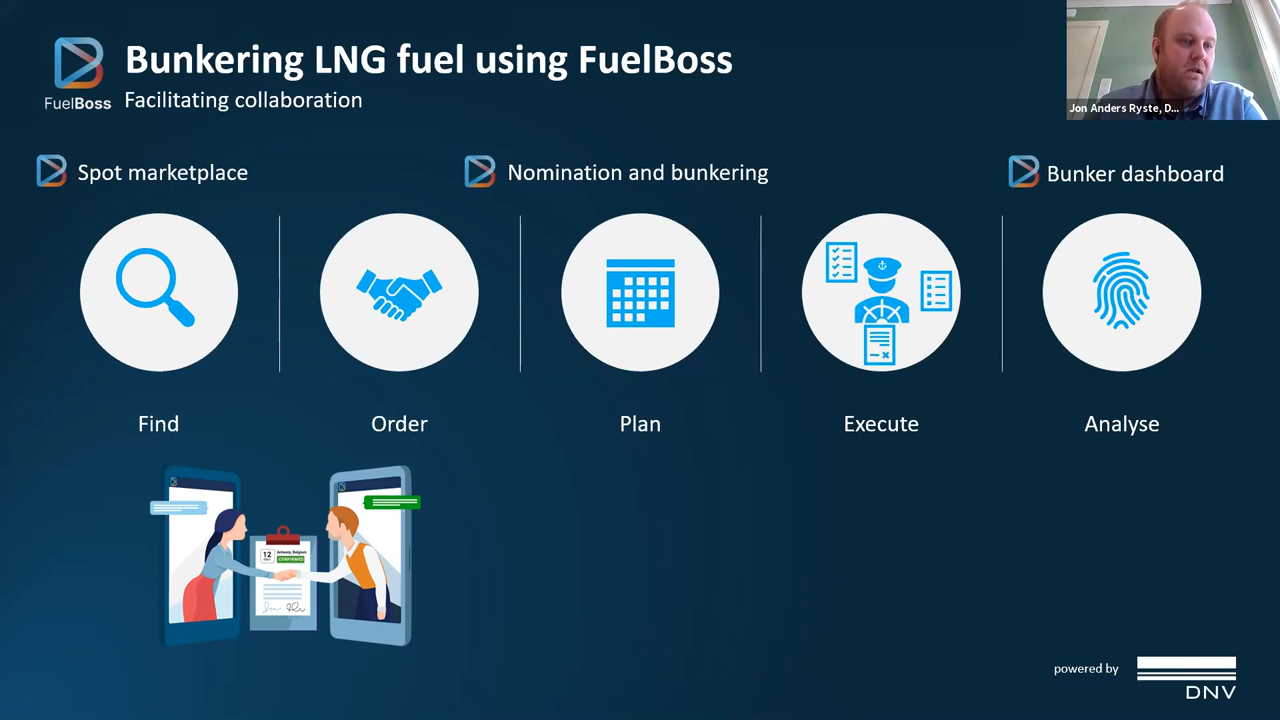 Bunkering LNG fuel using FuelBoss
FuelBoss
Facilitating collaboration
Jon Anders Ryste, D...
Spot marketplace
Nomination and bunkering
Bunker dashboard
Find
Order
Plan
Execute
Analyse
12
Antwerp, Belgium
CONFIRMED
powered by
DNV